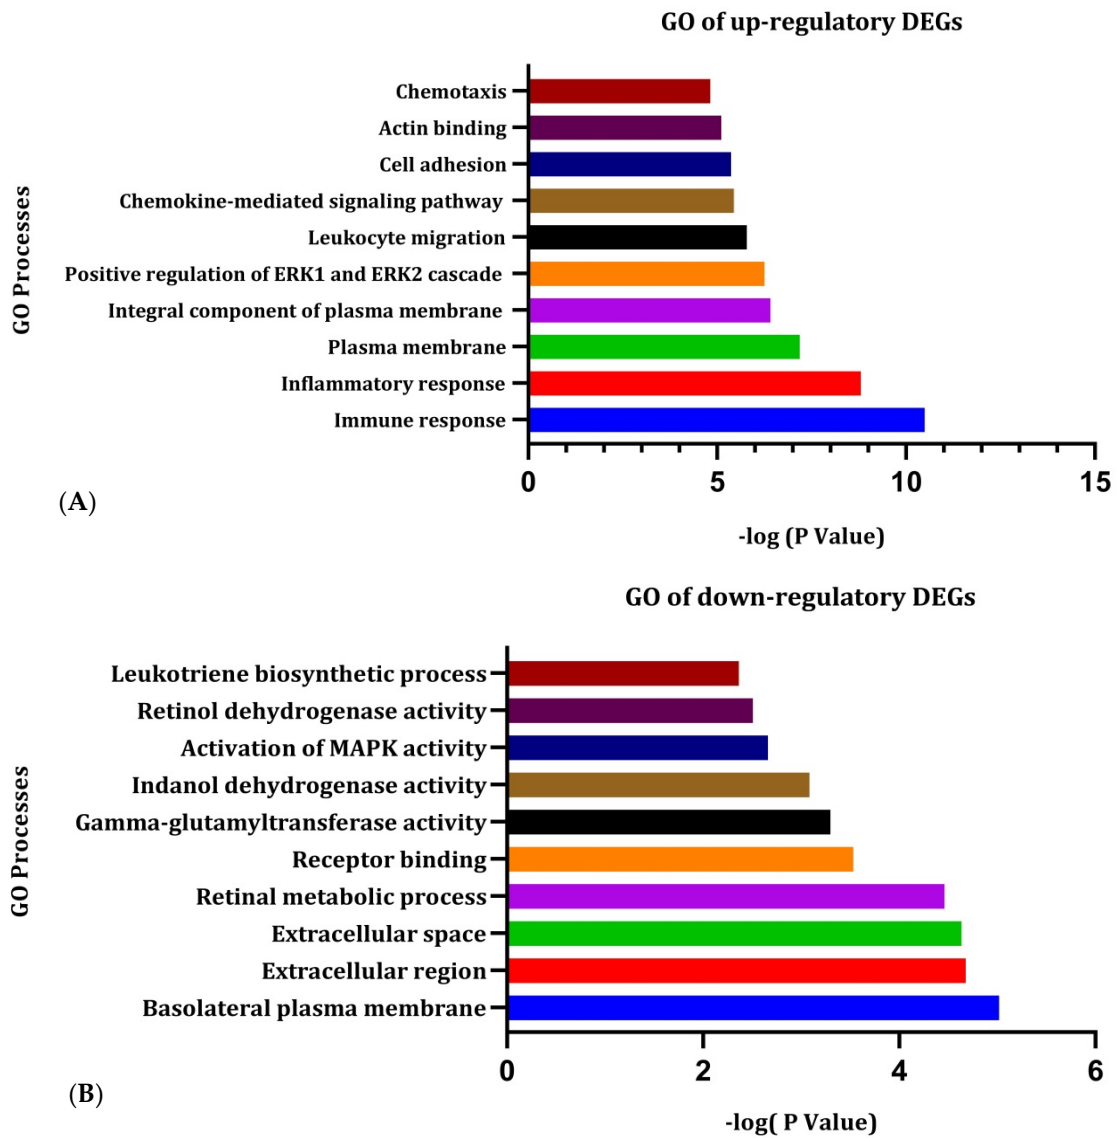 GO of up-regulatory DEGs
GO Processes
Chemotaxis
Actin binding
Cell adhesion
Chemokine-mediated signaling pathway
Leukocyte migration
Positive regulation of ERK1 and ERK2 cascade
Integral component of plasma membrane
Plasma membrane
Inflammatory response
Immune response
0 5 10 15
-log (P Value)
(A)
GO of down-regulatory DEGs
GO Processes
Leukotriene biosynthetic process
Retinol dehydrogenase activity
Activation of MAPK activity
Indanol dehydrogenase activity
Gamma-glutamyltransferase activity
Receptor binding
Retinal metabolic process
Extracellular space
Extracellular region
Basolateral plasma membrane
0 2 4 6
-log( P Value)
(B)